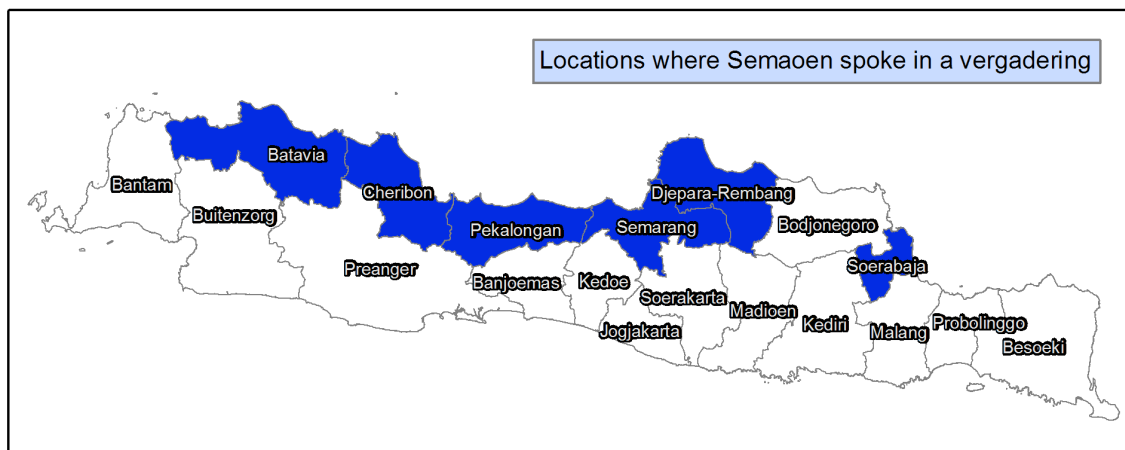 Locations where Semaoen spoke in a vergadering
Batavia
Bantam
Cheribon
Djepara-Rembang
Buitenzorg
Pekalongan
Semarang
Bodjonegoro
Preanger
Banjoemas
Kedoe
Soerabaja
Soerakarta
Madioen
Jogjakarta
Kediri
Malang
Probolinggo
Besoeki